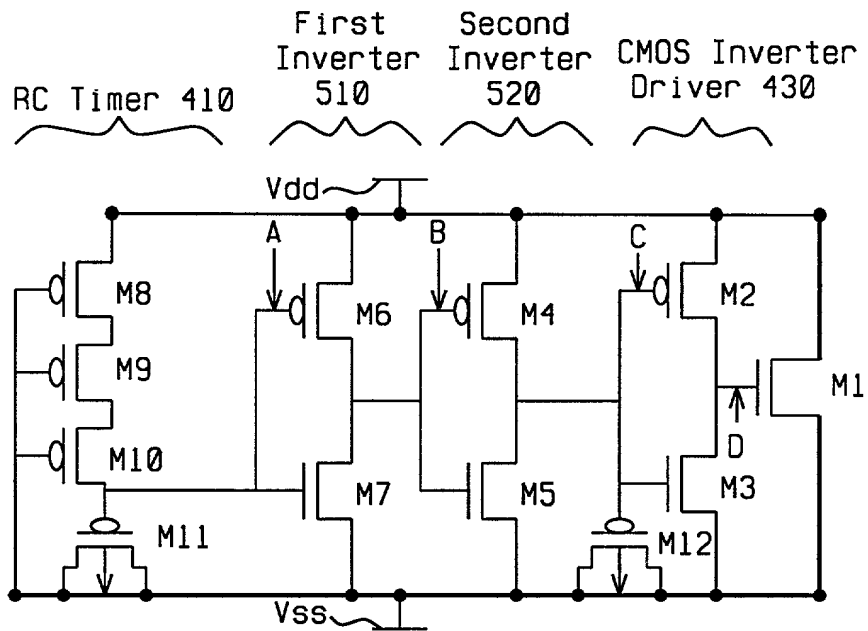 RC Timer 410
First
Inverter
510
Second
Inverter
520
CMOS Inverter
Driver 430
Vdd
A
B
C
M8
M6
M4
M2
M9
M1
M10
D
M7
M5
M3
M11
M12
Vss